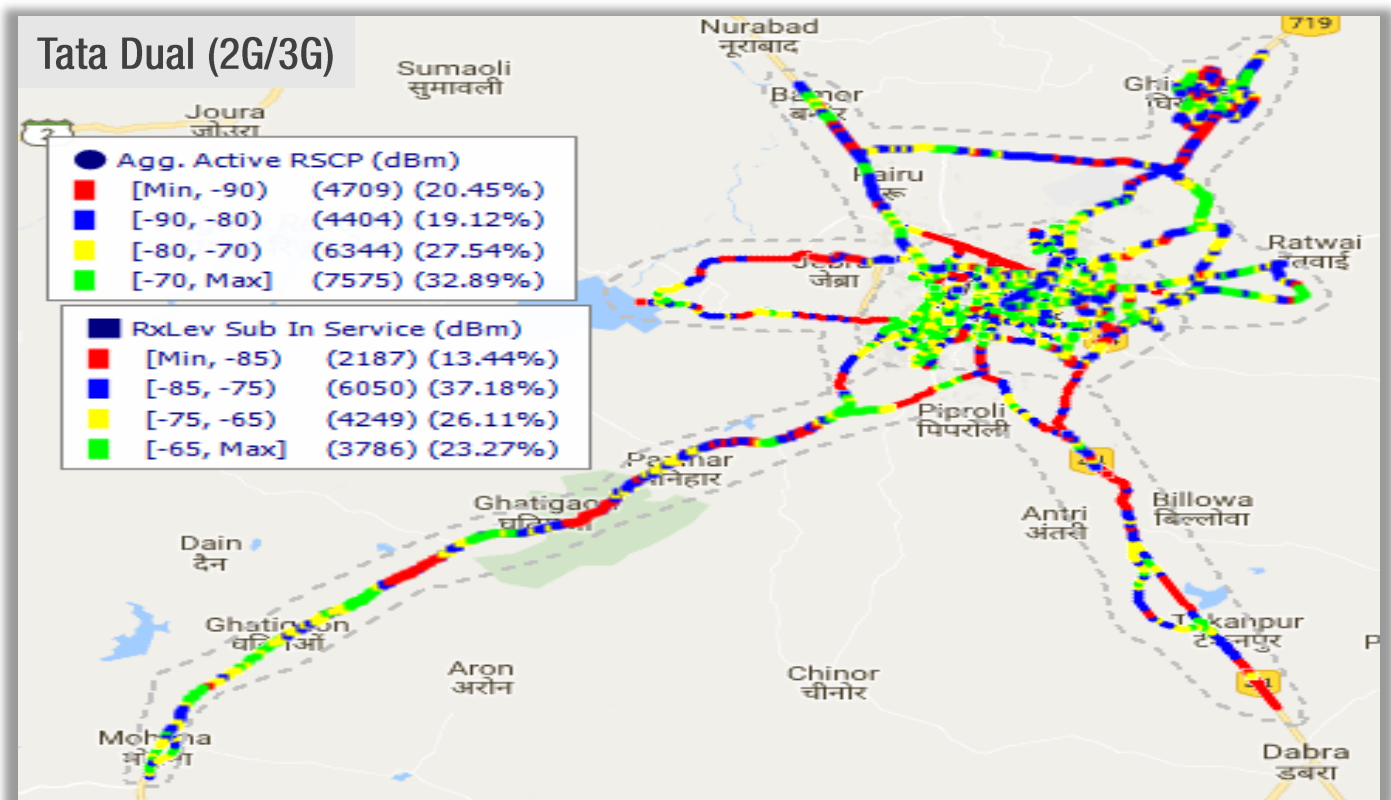 Tata Dual (2G/3G)
Nurabad
नूराबाद
719
Sumaoli
सुमावली
Joura
जौरा
2
Agg. Active RSCP (dBm)
[Min, -90) (4709) (20.45%)
[-90, -80) (4404) (19.12%)
[-80, -70) (6344) (27.54%)
[-70, Max] (7575) (32.89%)
RxLev Sub In Service (dBm)
[Min, -85) (2187) (13.44%)
[-85, -75) (6050) (37.18%)
[-75, -65) (4249) (26.11%)
[-65, Max] (3786) (23.27%)
Ratwai
जेब्रा
Piproli
पिपरोली
Billowa
बिल्लोवा
Antri
अंतरी
Dain
दैन
Aron
अरोन
Chinor
चीनोर
Dabra
डबरा